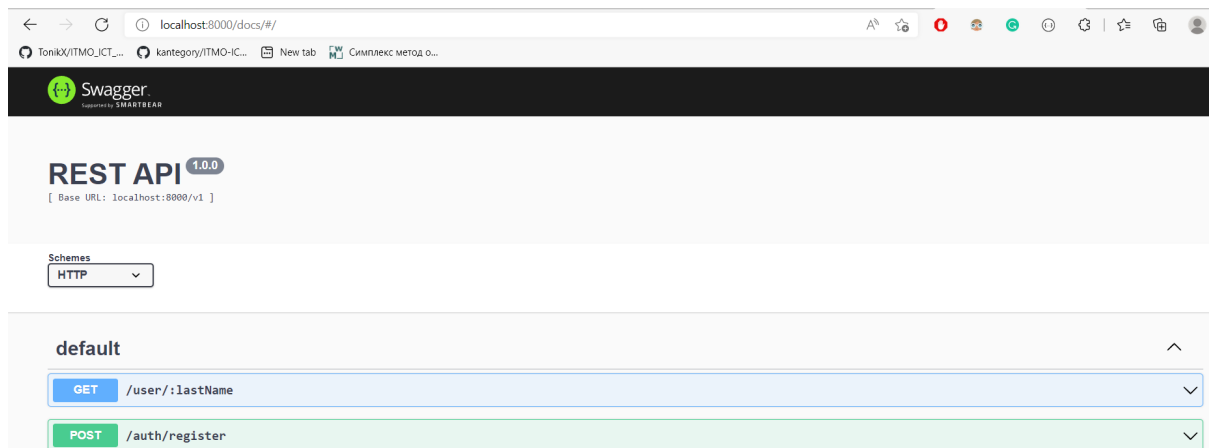 localhost:8000/docs/#/
TonikX/ITMO_ICT_... kantegory/ITMO-IC... New tab Симплекс метод о...
Swagger.
Supported by SMARTBEAR
REST API 1.0.0
[ Base URL: localhost:8000/v1 ]
Schemes
HTTP
default
GET /user/:lastName
POST /auth/register